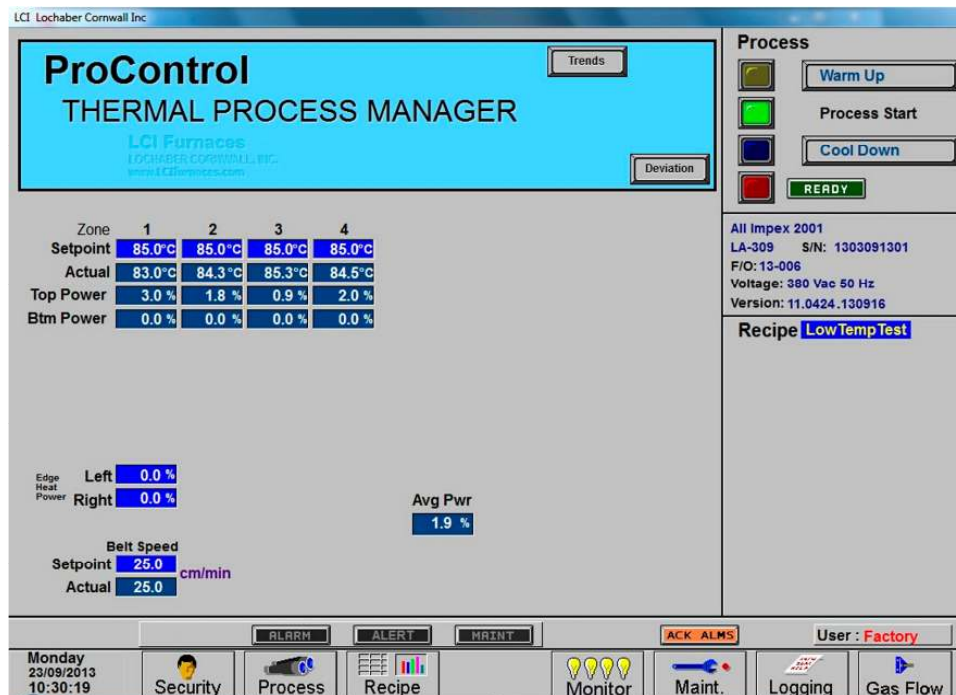 LCI Lochaber Cornwall Inc
ProControl
THERMAL PROCESS MANAGER
LCI Furnaces
LOCHABER CORNWALL, INC.
www.LCIfurnaces.com
Trends
Deviation
Process
Warm Up
Process Start
Cool Down
READY
All Impex 2001
LA-309 S/N: 1303091301
F/O: 13-006
Voltage: 380 Vac 50 Hz
Version: 11.0424.130916
Recipe LowTempTest
Zone 1 2 3 4
Setpoint 85.0°C 85.0°C 85.0°C 85.0°C
Actual 83.0°C 84.3°C 85.3°C 84.5°C
Top Power 3.0 % 1.8 % 0.9 % 2.0 %
Btm Power 0.0 % 0.0 % 0.0 % 0.0 %
Edge Heat Power
Left 0.0 %
Right 0.0 %
Avg Pwr
1.9 %
Belt Speed
Setpoint 25.0
cm/min
Actual 25.0
ALARM ALERT MAINT ACK ALMS User : Factory
Monday
23/09/2013
10:30:19
Security Process Recipe Monitor Maint. Logging Gas Flow